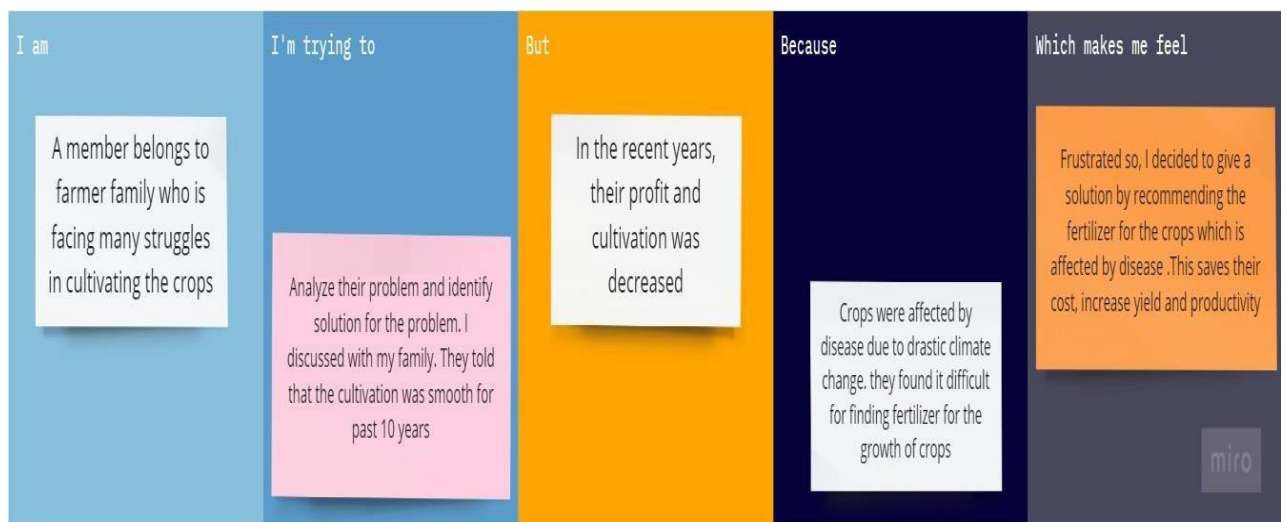 I am
A member belongs to
farmer family who is
facing many struggles
in cultivating the crops
I'm trying to
Analyze their problem and identify
solution for the problem. I
discussed with my family. They told
that the cultivation was smooth for
past 10 years
But
In the recent years,
their profit and
cultivation was
decreased
Because
Crops were affected by
disease due to drastic climate
change. they found it difficult
for finding fertilizer for the
growth of crops
Which makes me feel
Frustrated so, I decided to give a
solution by recommending the
fertilizer for the crops which is
affected by disease .This saves their
cost, increase yield and productivity
miro